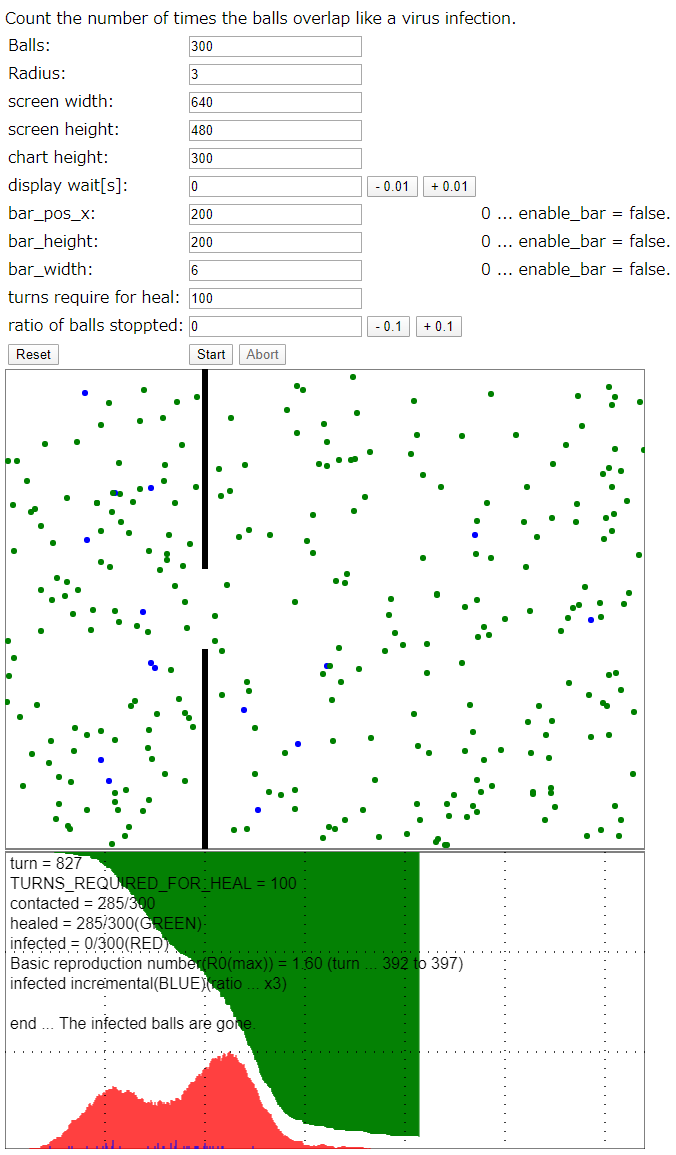 Count the number of times the balls overlap like a virus infection.
Balls: 300
Radius: 3
screen width: 640
screen height: 480
chart height: 300
display wait[s]: 0 - 0.01 + 0.01
bar_pos_x: 200 0 ... enable_bar = false.
bar_height: 200 0 ... enable_bar = false.
bar_width: 6 0 ... enable_bar = false.
turns require for heal: 100
ratio of balls stoppted: 0 - 0.1 + 0.1
Reset Start Abort
turn = 827
TURNS_REQUIRED_FOR_HEAL = 100
contacted = 285/300
healed = 285/300(GREEN)
infected = 0/300(RED)
Basic reproduction number(R0(max)) = 1.60 (turn ... 392 to 397)
infected incremental(BLUE)(ratio ... x3)
end ... The infected balls are gone.